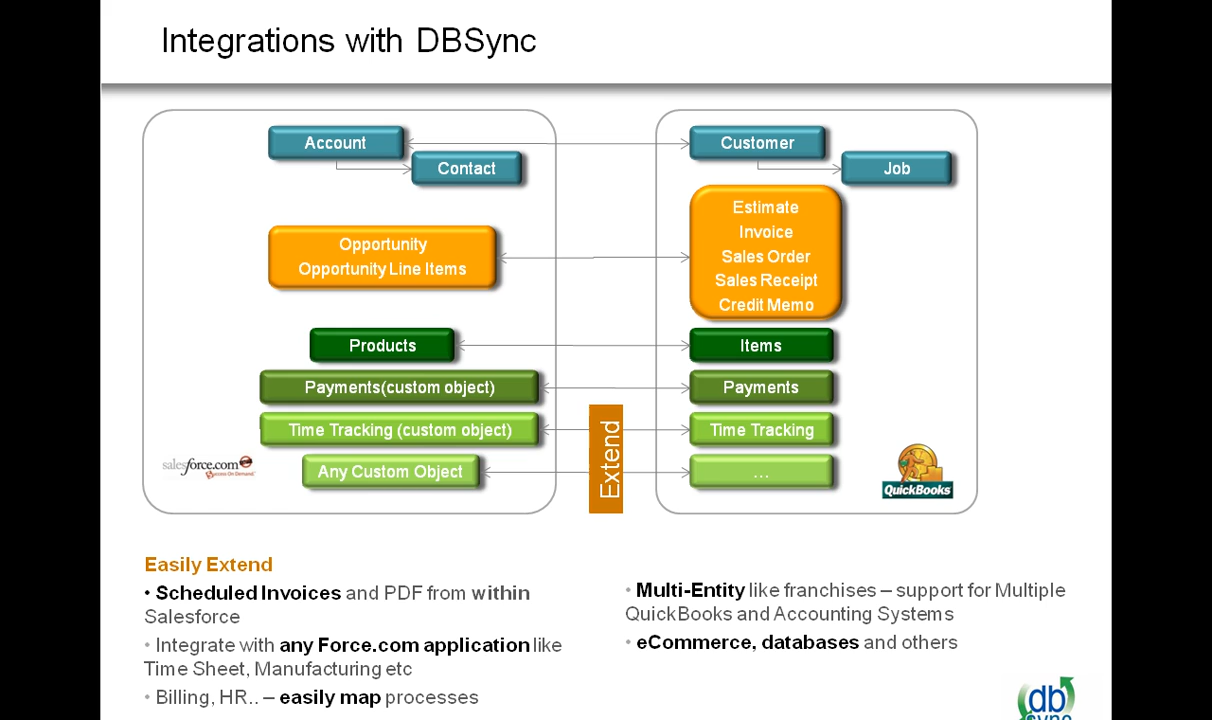 Integrations with DBSync
Account
Contact
Customer
Job
Opportunity
Opportunity Line Items
Estimate
Invoice
Sales Order
Sales Receipt
Credit Memo
Products
Items
Payments(custom object)
Payments
Time Tracking (custom object)
Time Tracking
Any Custom Object
...
Extend
salesforce.com
Success On Demand
QuickBooks
Easily Extend
• Scheduled Invoices and PDF from within
Salesforce
• Integrate with any Force.com application like
Time Sheet, Manufacturing etc
• Billing, HR.. – easily map processes
• Multi-Entity like franchises – support for Multiple
QuickBooks and Accounting Systems
• eCommerce, databases and others
db
sync